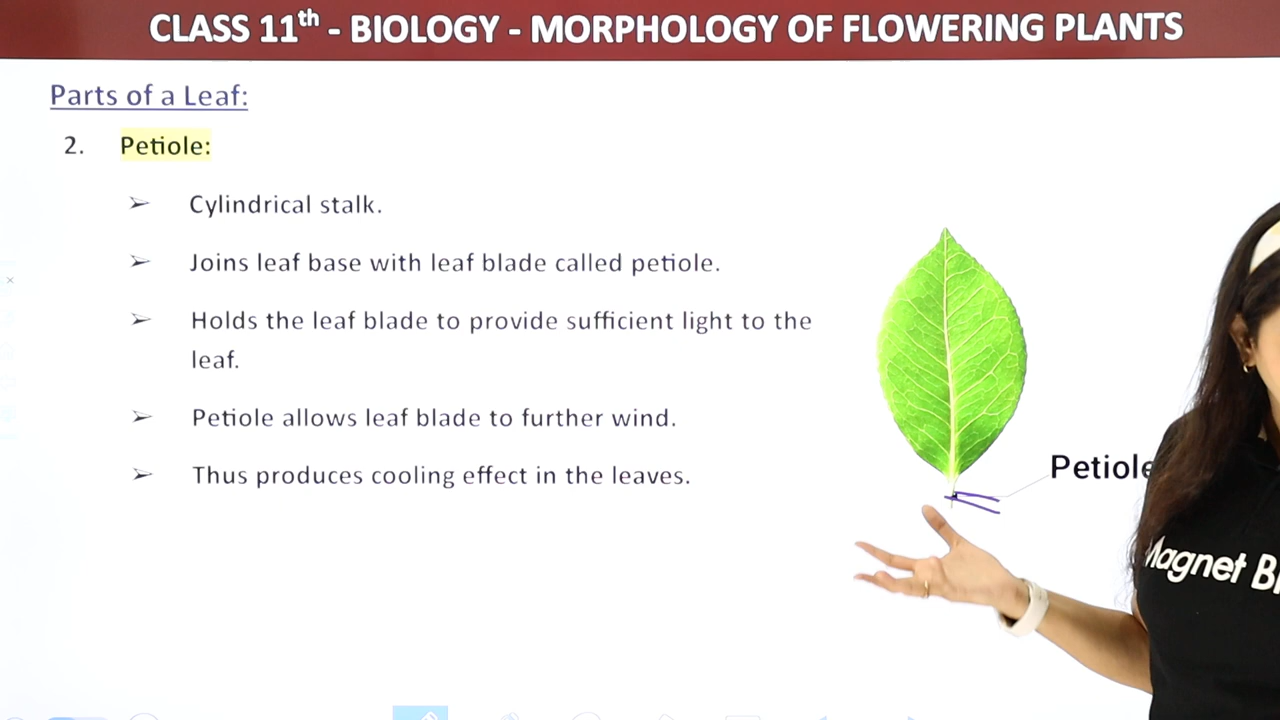 CLASS 11th - BIOLOGY - MORPHOLOGY OF FLOWERING PLANTS
Parts of a Leaf:
2. Petiole:
➢ Cylindrical stalk.
➢ Joins leaf base with leaf blade called petiole.
➢ Holds the leaf blade to provide sufficient light to the
leaf.
➢ Petiole allows leaf blade to further wind.
➢ Thus produces cooling effect in the leaves.
Petiole
Magnet